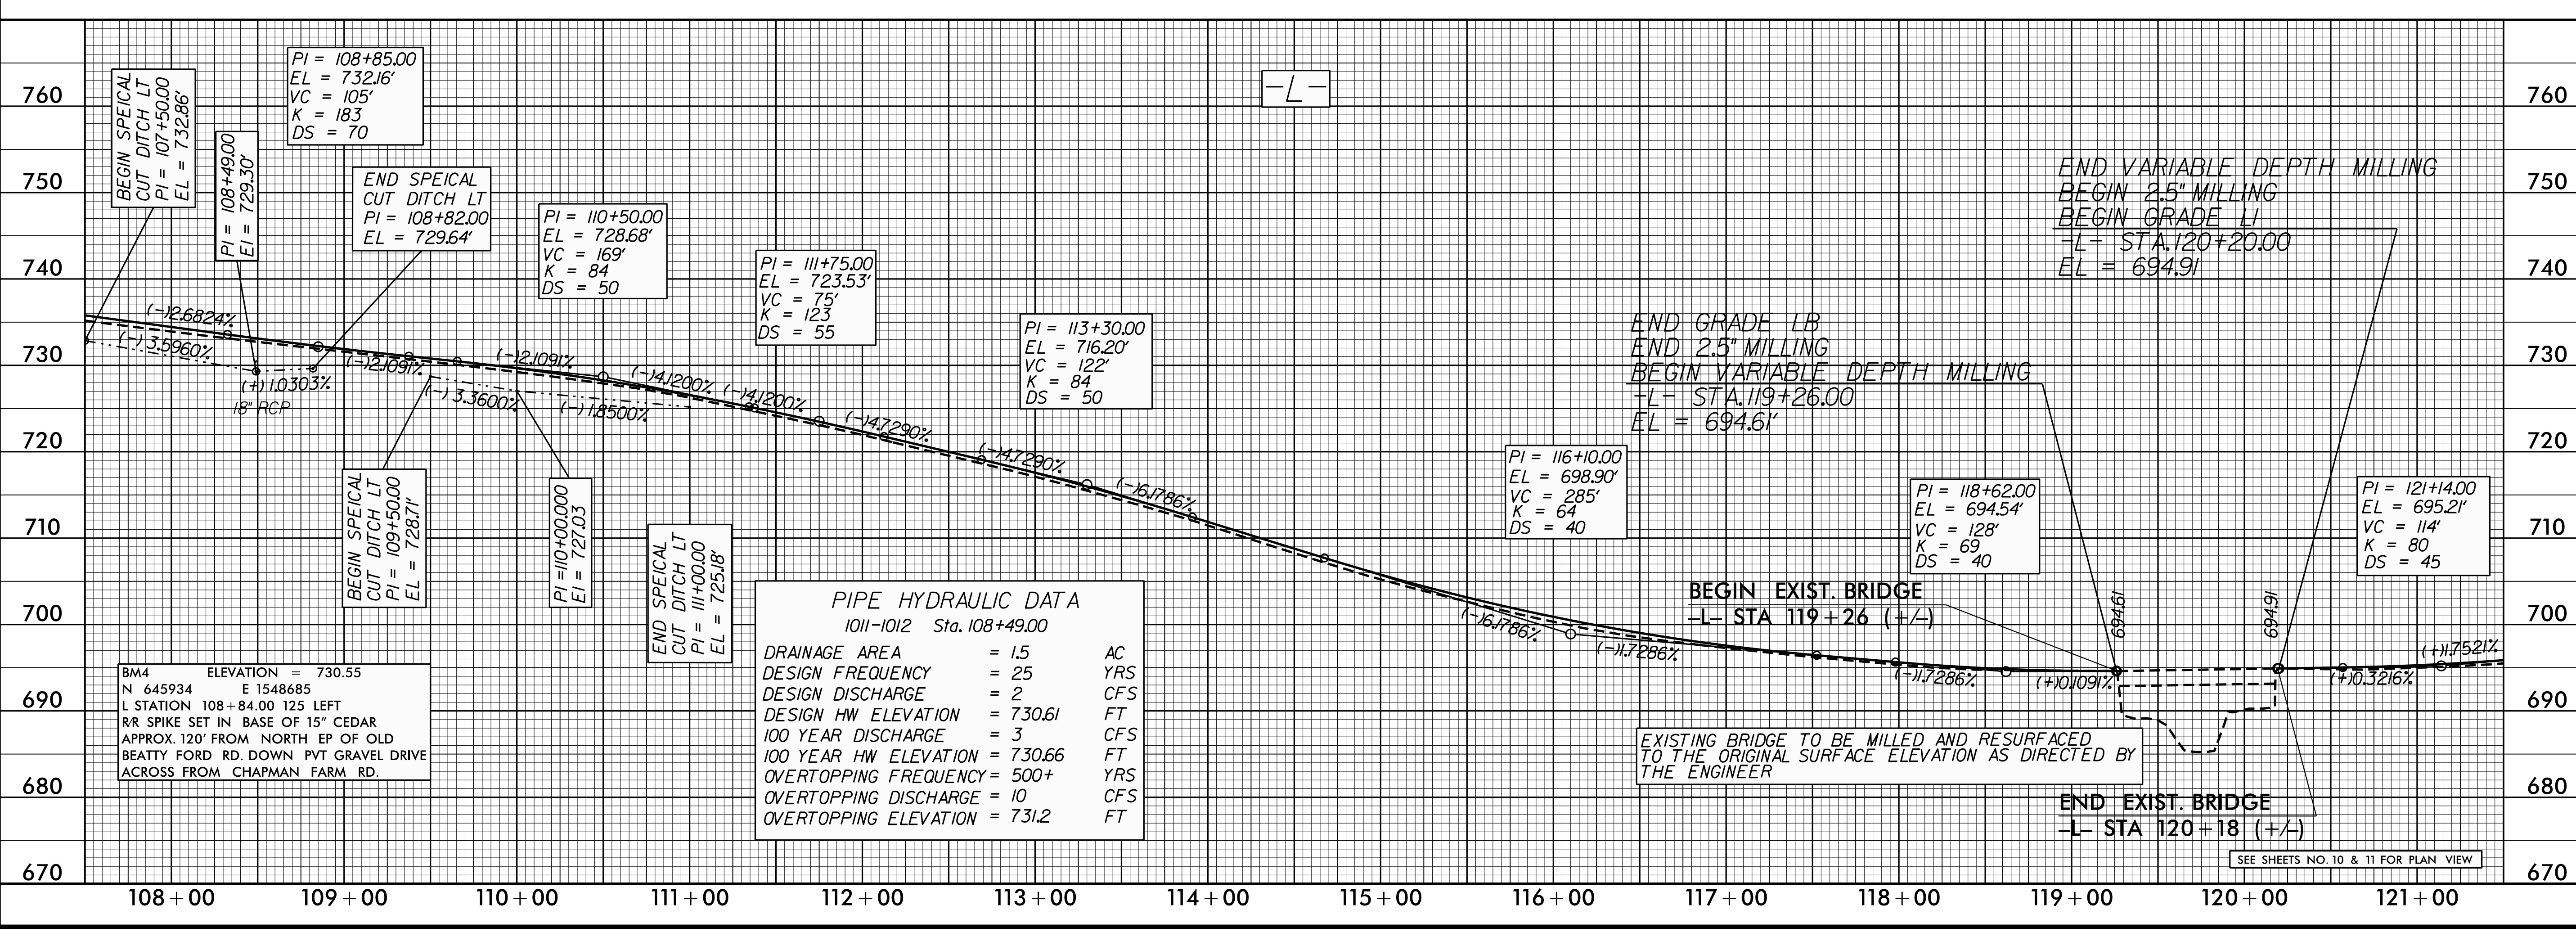 BEGIN SPEICAL
CUT DITCH LT
PI = 107+50.00
EL = 732.86'
PI = 108+49.00
El = 729.30'
PI = 108+85.00
EL = 732.16'
VC = 105'
K = 183
DS = 70
END SPEICAL
CUT DITCH LT
PI = 108+82.00
EL = 729.64'
PI = 110+50.00
EL = 728.68'
VC = 169'
K = 84
DS = 50
PI = 111+75.00
EL = 723.53'
VC = 75'
K = 123
DS = 55
PI = 113+30.00
EL = 716.20'
VC = 122'
K = 84
DS = 50
-L-
END VARIABLE DEPTH MILLING
BEGIN 2.5" MILLING
BEGIN GRADE LI
-L- STA.120+20.00
EL = 694.91
END GRADE LB
END 2.5" MILLING
BEGIN VARIABLE DEPTH MILLING
-L- STA.119+26.00
EL = 694.61'
PI = 116+10.00
EL = 698.90'
VC = 285'
K = 64
DS = 40
PI = 118+62.00
EL = 694.54'
VC = 128'
K = 69
DS = 40
PI = 121+14.00
EL = 695.21'
VC = 114'
K = 80
DS = 45
760
750
740
730
720
710
700
690
680
670
760
750
740
730
720
710
700
690
680
670
(-)2.6824%
(-)3.5960%
(+)1.0303%
18" RCP
(-)2.1091%
(-)2.1091%
(-)3.3600%
(-)1.8500%
(-)4.1200%
(-)4.1200%
(-)4.7290%
(-)4.7290%
(-)6.1786%
(-)6.1786%
(-)1.7286%
(-)1.7286%
(+)0.1091%
(+)0.3216%
(+)1.7521%
694.61
694.91
BEGIN SPEICAL
CUT DITCH LT
PI = 109+50.00
EL = 728.71'
PI =110+00.00
El = 727.03
END SPEICAL
CUT DITCH LT
PI = 111+00.00
EL = 725.18'
BEGIN EXIST. BRIDGE
-L- STA 119+26 (+/-)
END EXIST. BRIDGE
-L- STA 120+18 (+/-)
EXISTING BRIDGE TO BE MILLED AND RESURFACED
TO THE ORIGINAL SURFACE ELEVATION AS DIRECTED BY
THE ENGINEER
BM4 ELEVATION = 730.55
N 645934 E 1548685
L STATION 108+84.00 125 LEFT
R/R SPIKE SET IN BASE OF 15" CEDAR
APPROX. 120' FROM NORTH EP OF OLD
BEATTY FORD RD. DOWN PVT GRAVEL DRIVE
ACROSS FROM CHAPMAN FARM RD.
PIPE HYDRAULIC DATA
1011-1012 Sta. 108+49.00
DRAINAGE AREA = 1.5 AC
DESIGN FREQUENCY = 25 YRS
DESIGN DISCHARGE = 2 CFS
DESIGN HW ELEVATION = 730.61 FT
100 YEAR DISCHARGE = 3 CFS
100 YEAR HW ELEVATION = 730.66 FT
OVERTOPPING FREQUENCY = 500+ YRS
OVERTOPPING DISCHARGE = 10 CFS
OVERTOPPING ELEVATION = 731.2 FT
SEE SHEETS NO. 10 & 11 FOR PLAN VIEW
108+00 109+00 110+00 111+00 112+00 113+00 114+00 115+00 116+00 117+00 118+00 119+00 120+00 121+00